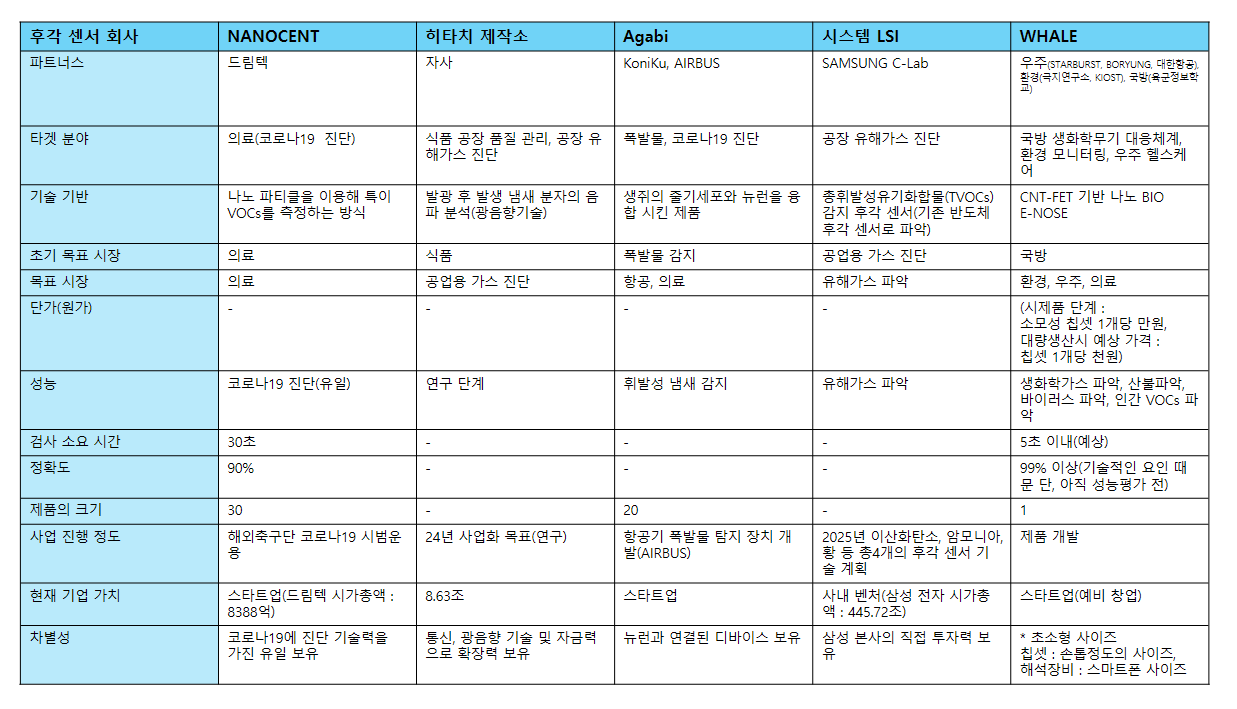 후각 센서 회사 NANOCENT 히타치 제작소 Agabi 시스템 LSI WHALE
파트너스
드림텍
자사
KoniKu, AIRBUS
SAMSUNG C-Lab
우주(STARBURST, BORYUNG, 대한항공),
환경(극지연구소, KIOST), 국방(육군정보학
교)
타겟 분야
의료(코로나19 진단)
식품 공장 품질 관리, 공장 유
해가스 진단
폭발물, 코로나19 진단
공장 유해가스 진단
국방 생화학무기 대응체계,
환경 모니터링, 우주 헬스케
어
기술 기반
나노 파티클을 이용해 특이
VOCs를 측정하는 방식
발광 후 발생 냄새 분자의 음
파 분석(광음향기술)
생쥐의 줄기세포와 뉴런을 융
합 시킨 제품
총휘발성유기화합물(TVOCs)
감지 후각 센서(기존 반도체
후각 센서로 파악)
CNT-FET 기반 나노 BIO
E-NOSE
초기 목표 시장
의료
식품
폭발물 감지
공업용 가스 진단
국방
목표 시장
의료
공업용 가스 진단
항공, 의료
유해가스 파악
환경, 우주, 의료
단가(원가)
-
-
-
-
(시제품 단계 :
소모성 칩셋 1개당 만원,
대량생산시 예상 가격 :
칩셋 1개당 천원)
성능
코로나19 진단(유일)
연구 단계
휘발성 냄새 감지
유해가스 파악
생화학가스 파악, 산불파악,
바이러스 파악, 인간 VOCs 파
악
검사 소요 시간
30초
-
-
-
5초 이내(예상)
정확도
90%
-
-
-
99% 이상(기술적인 요인 때
문 단, 아직 성능평가 전)
제품의 크기
30
-
20
-
1
사업 진행 정도
해외축구단 코로나19 시범운
용
24년 사업화 목표(연구)
항공기 폭발물 탐지 장치 개
발(AIRBUS)
2025년 이산화탄소, 암모니아,
황 등 총4개의 후각 센서 기
술 계획
제품 개발
현재 기업 가치
스타트업(드림텍 시가총액 :
8388억)
8.63조
스타트업
사내 벤처(삼성 전자 시가총
액 : 445.72조)
스타트업(예비 창업)
차별성
코로나19에 진단 기술력을
가진 유일 보유
통신, 광음향 기술 및 자금력
으로 확장력 보유
뉴런과 연결된 디바이스 보유
삼성 본사의 직접 투자력 보
유
* 초소형 사이즈
칩셋 : 손톱정도의 사이즈,
해석장비 : 스마트폰 사이즈